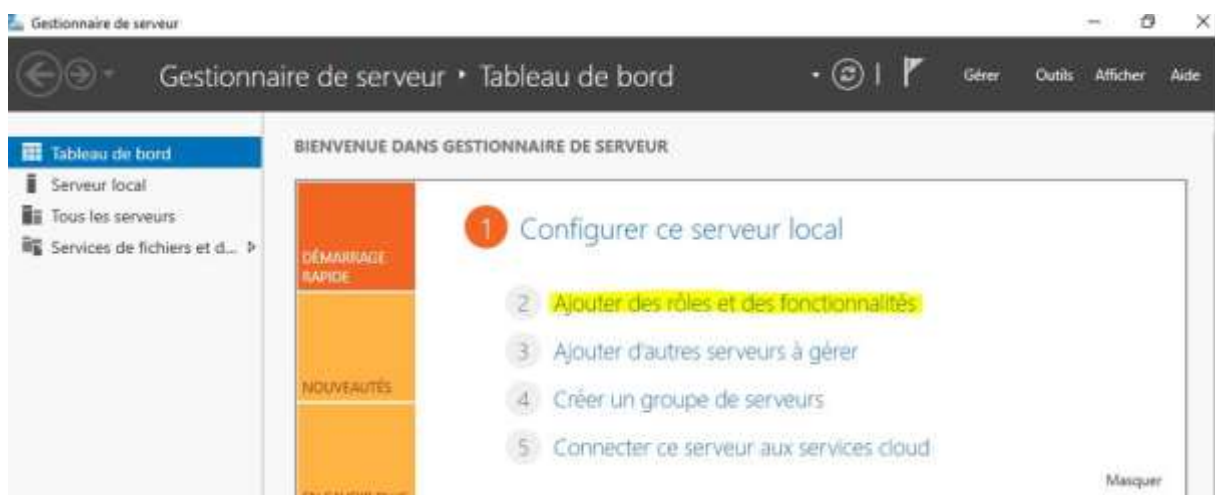 Gestionnaire de serveur
Gestionnaire de serveur ‣ Tableau de bord
Gérer Outils Afficher Aide
Tableau de bord
Serveur local
Tous les serveurs
Services de fichiers et d...
BIENVENUE DANS GESTIONNAIRE DE SERVEUR
DÉMARRAGE
RAPIDE
NOUVEAUTÉS
1 Configurer ce serveur local
2 Ajouter des rôles et des fonctionnalités
3 Ajouter d'autres serveurs à gérer
4 Créer un groupe de serveurs
5 Connecter ce serveur aux services cloud
Masquer